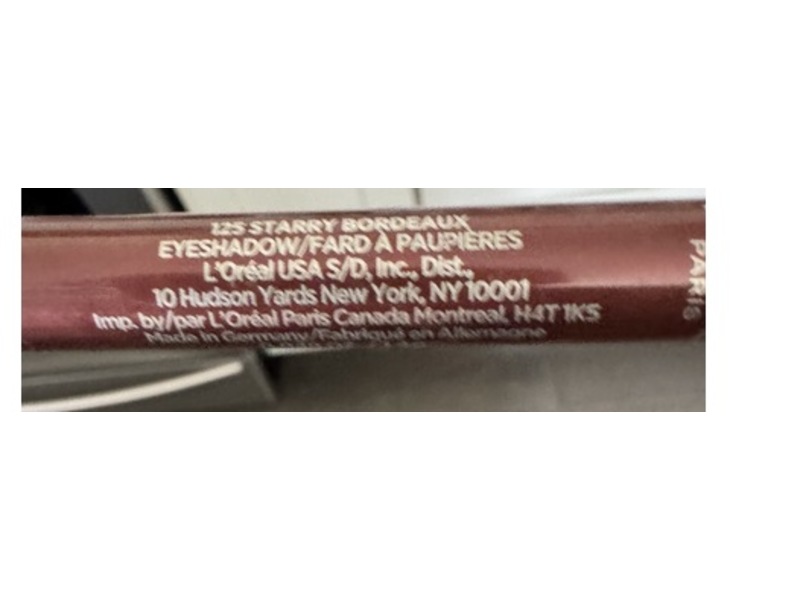 125 STARRY BORDEAUX
EYESHADOW/FARD À PAUPIÈRES
L'Oréal USA S/D, Inc., Dist.,
10 Hudson Yards New York, NY 10001
Imp. by/par L'Oréal Paris Canada Montreal, H4T 1K5
Made in Germany/Fabriqué en Allemagne
PARIS